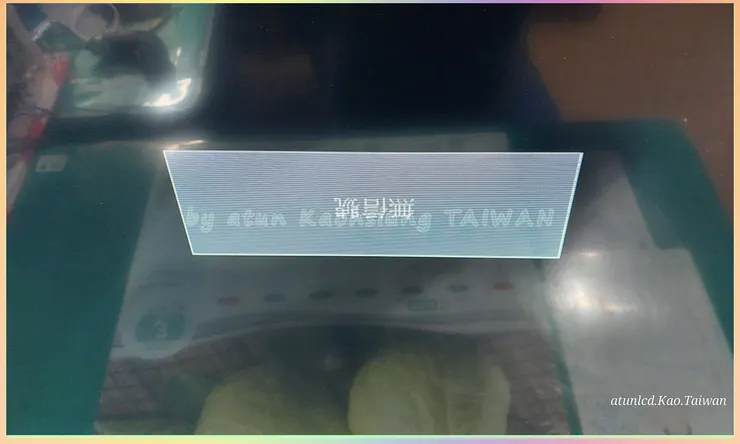 無信號
by atun Kaohsiung TAIWAN
atunlcd.Kao.Taiwan